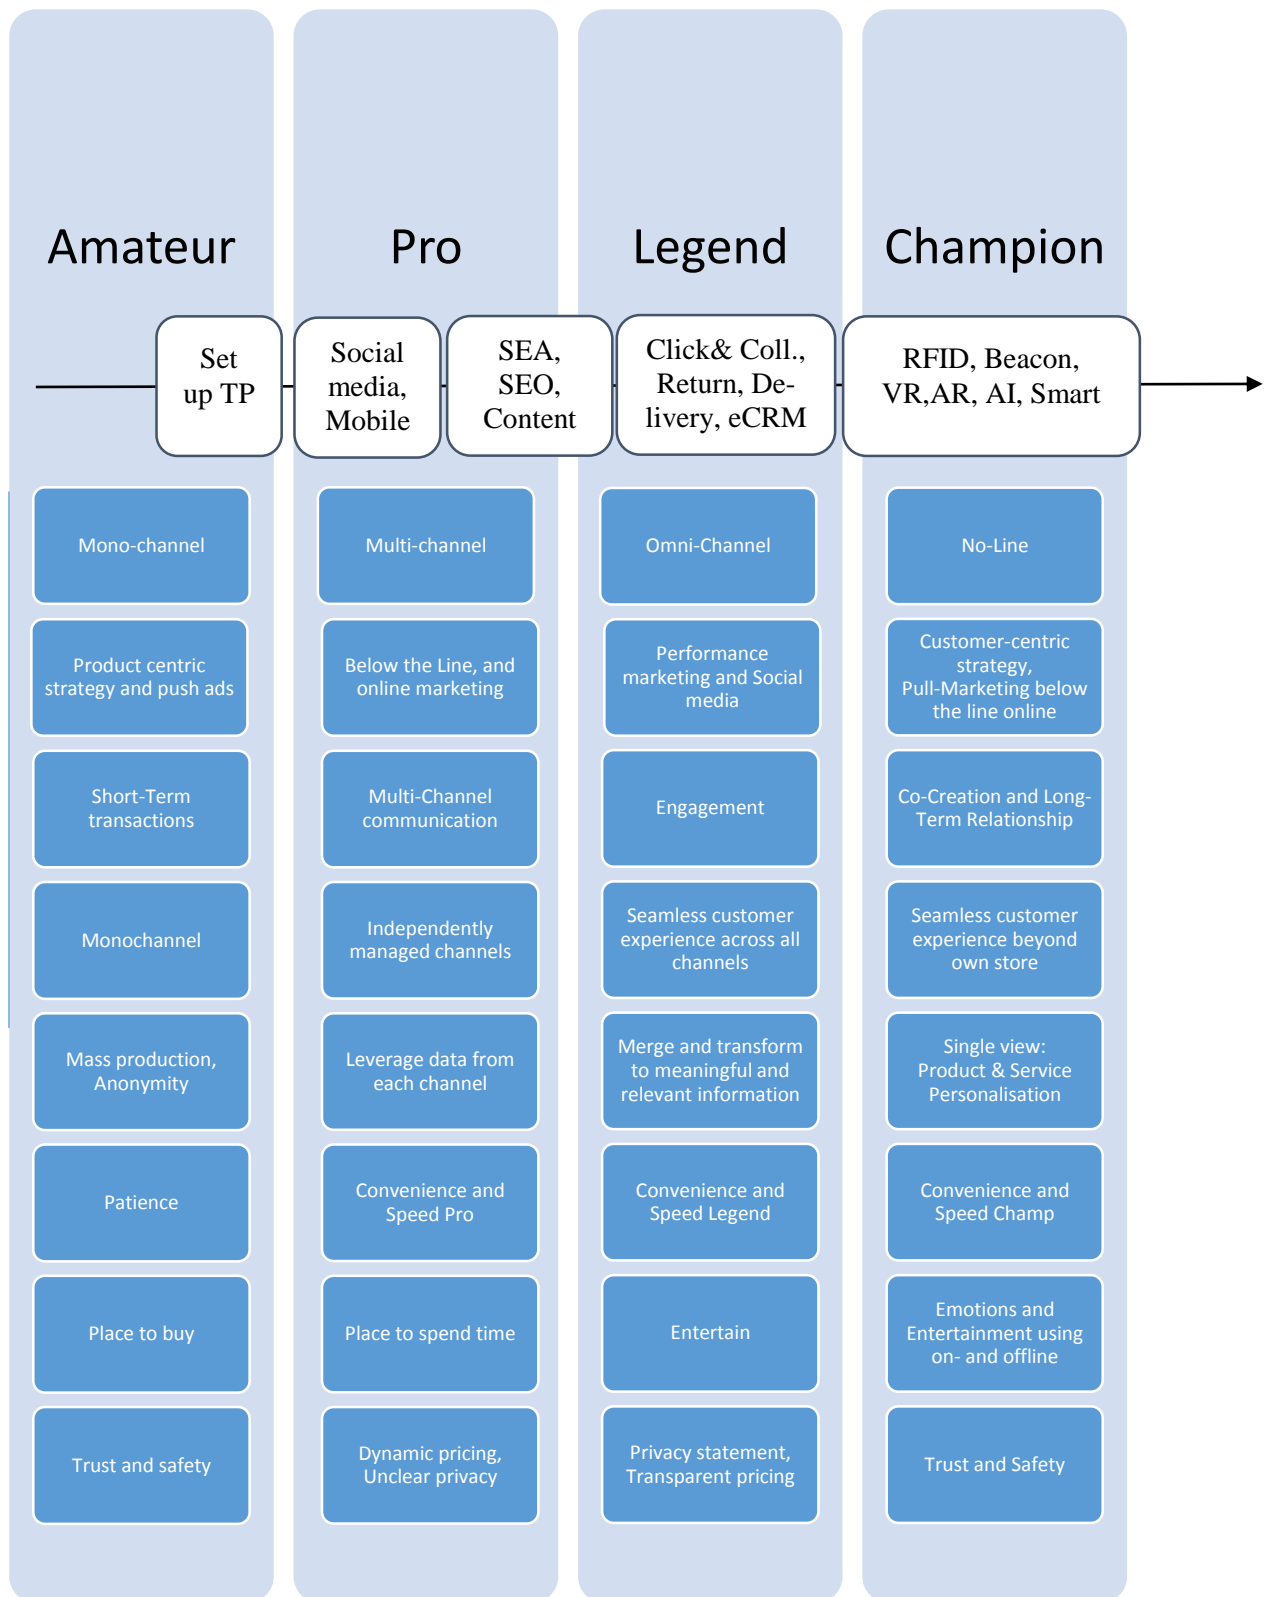 Amateur
Pro
Legend
Champion
Set
up TP
Social
media,
Mobile
SEA,
SEO,
Content
Click& Coll.,
Return, De-
livery, eCRM
RFID, Beacon,
VR,AR, AI, Smart
Mono-channel
Multi-channel
Omni-Channel
No-Line
Product centric
strategy and push ads
Below the Line, and
online marketing
Performance
marketing and Social
media
Customer-centric
strategy,
Pull-Marketing below
the line online
Short-Term
transactions
Multi-Channel
communication
Engagement
Co-Creation and Long-
Term Relationship
Monochannel
Independently
managed channels
Seamless customer
experience across all
channels
Seamless customer
experience beyond
own store
Mass production,
Anonymity
Leverage data from
each channel
Merge and transform
to meaningful and
relevant information
Single view:
Product & Service
Personalisation
Patience
Convenience and
Speed Pro
Convenience and
Speed Legend
Convenience and
Speed Champ
Place to buy
Place to spend time
Entertain
Emotions and
Entertainment using
on- and offline
Trust and safety
Dynamic pricing,
Unclear privacy
Privacy statement,
Transparent pricing
Trust and Safety